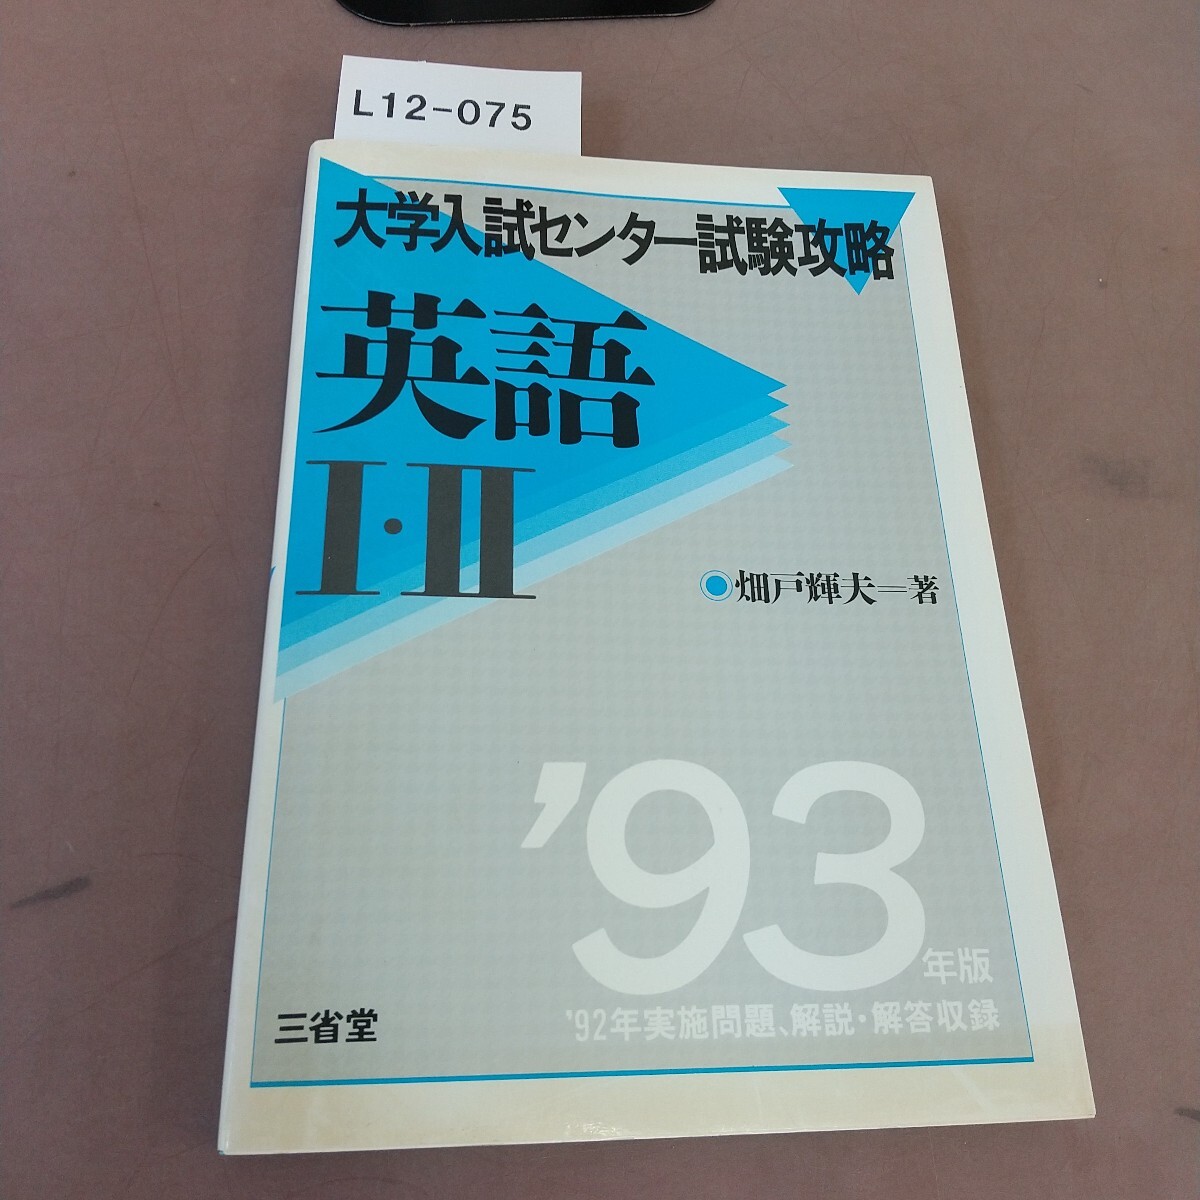 L12-075
大学入試センター試験攻略
英語
I・II
◎畑戸輝夫=著
'93年版
'92年実施問題、解説・解答収録
三省堂